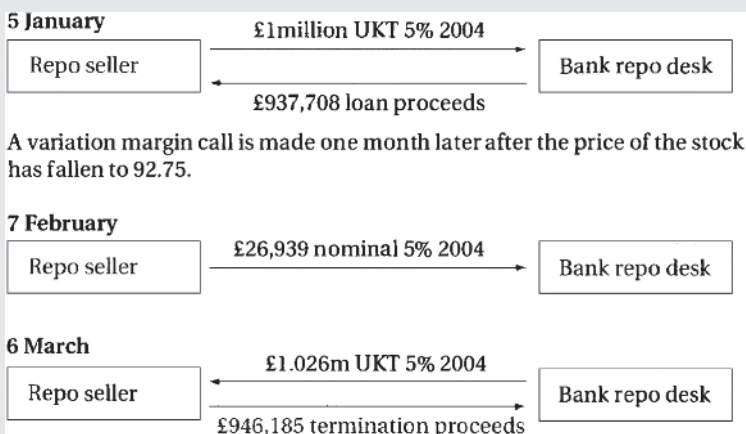 5 January
£1million UKT 5% 2004
Repo seller
Bank repo desk
£937,708 loan proceeds
A variation margin call is made one month later after the price of the stock
has fallen to 92.75.
7 February
£26,939 nominal 5% 2004
Repo seller
Bank repo desk
6 March
£1.026m UKT 5% 2004
Repo seller
Bank repo desk
£946,185 termination proceeds